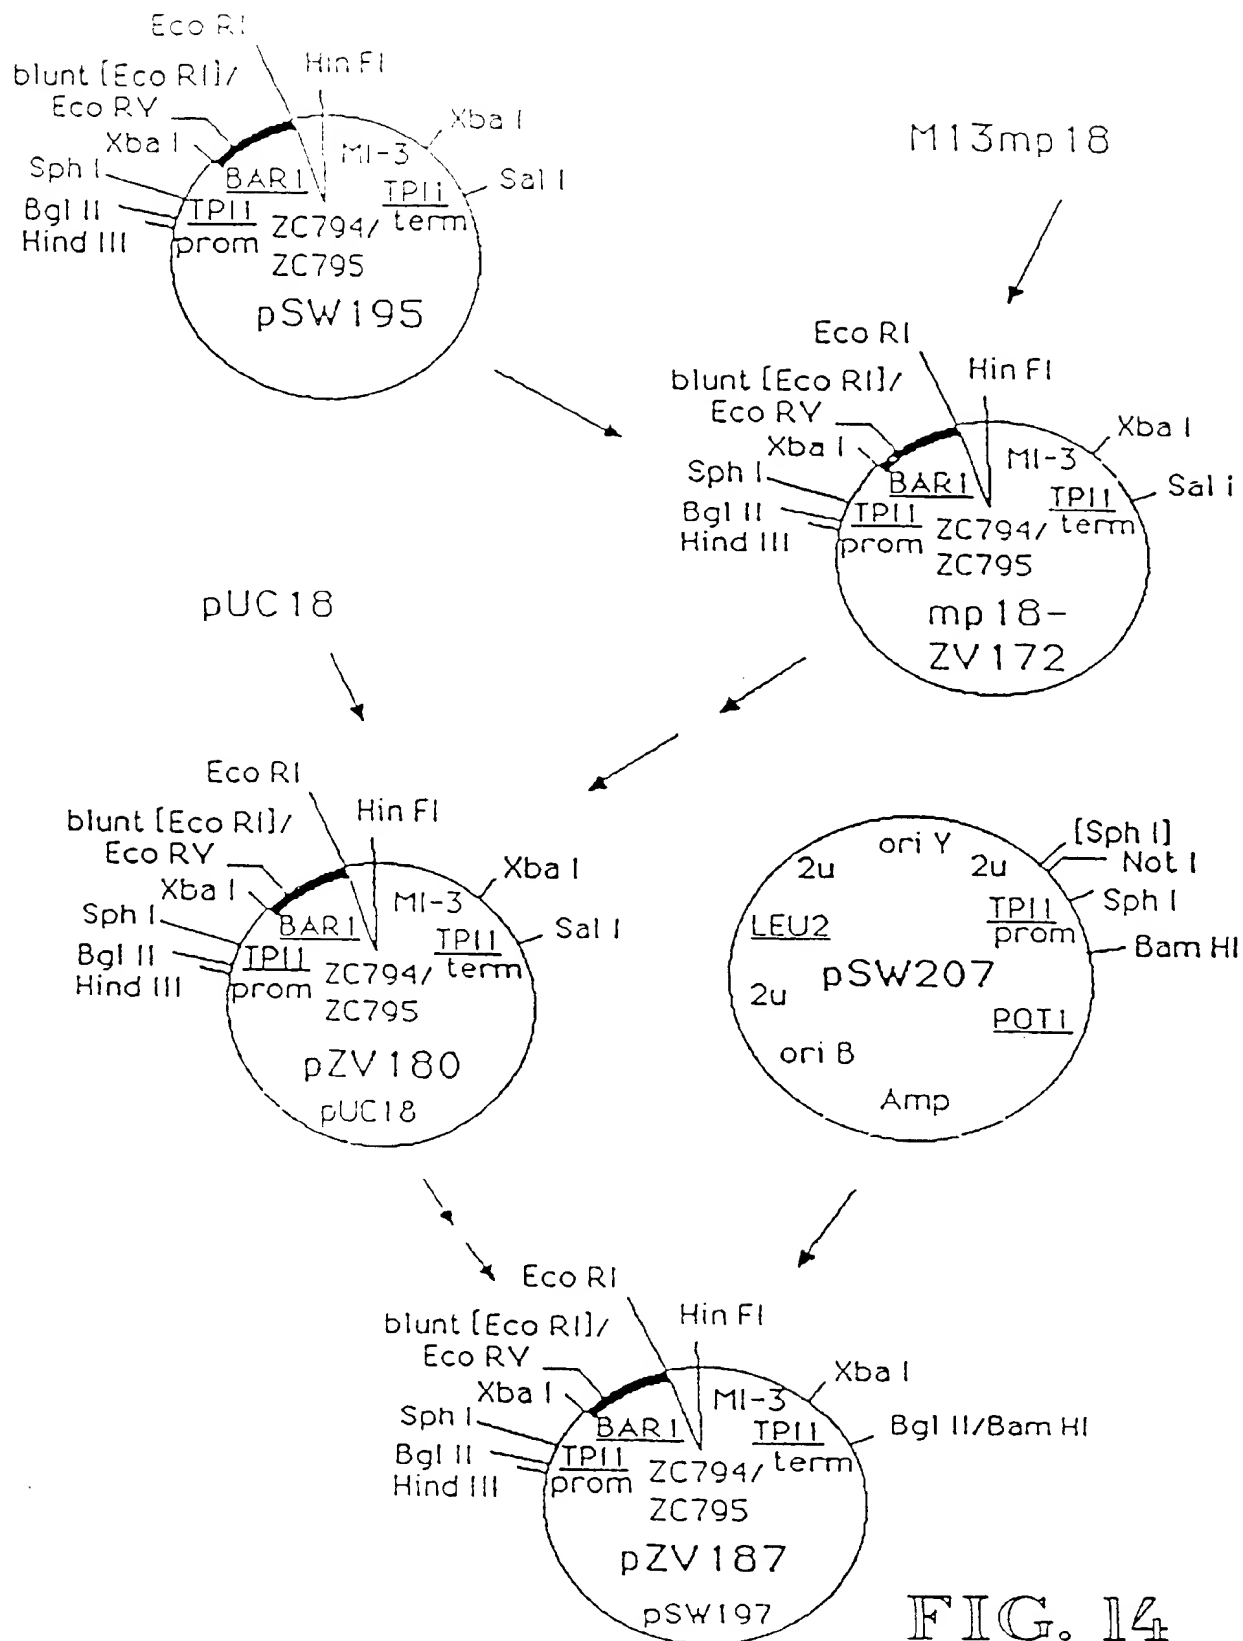 Eco RI
Hin FI
blunt [Eco RI]/
Eco RY
Xba I
Xba I
Sph I
Sal I
Bgl II
Hind III
BAR1
MI-3
TPI1
prom
TPI1
term
ZC794/
ZC795
pSW195
M13mp18
Eco RI
Hin FI
blunt [Eco RI]/
Eco RY
Xba I
Xba I
Sph I
Sal I
Bgl II
Hind III
BAR1
MI-3
TPI1
prom
TPI1
term
ZC794/
ZC795
mp18-
ZV172
pUC18
Eco RI
Hin FI
blunt [Eco RI]/
Eco RY
Xba I
Xba I
Sph I
Sal I
Bgl II
Hind III
BAR1
MI-3
TPI1
prom
TPI1
term
ZC794/
ZC795
pZV180
pUC18
ori Y
2u
2u
[Sph I]
Not I
Sph I
TPI1
prom
Bam HI
LEU2
pSW207
2u
POT1
ori B
Amp
Eco RI
Hin FI
blunt [Eco RI]/
Eco RY
Xba I
Xba I
Sph I
Bgl II/Bam HI
Bgl II
Hind III
BAR1
MI-3
TPI1
prom
TPI1
term
ZC794/
ZC795
pZV187
pSW197
FIG. 14